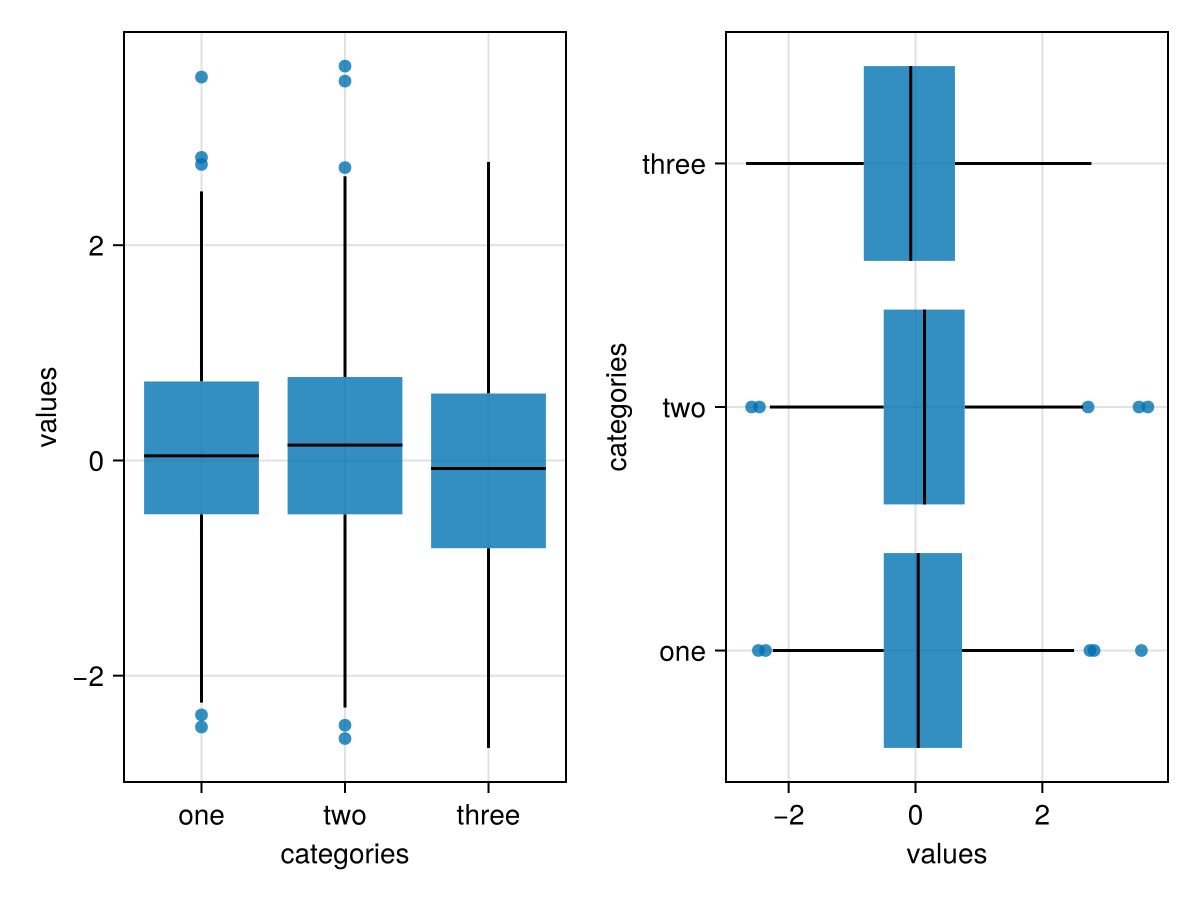 values
2
0
−2
one two three
categories
categories
three
two
one
−2 0 2
values